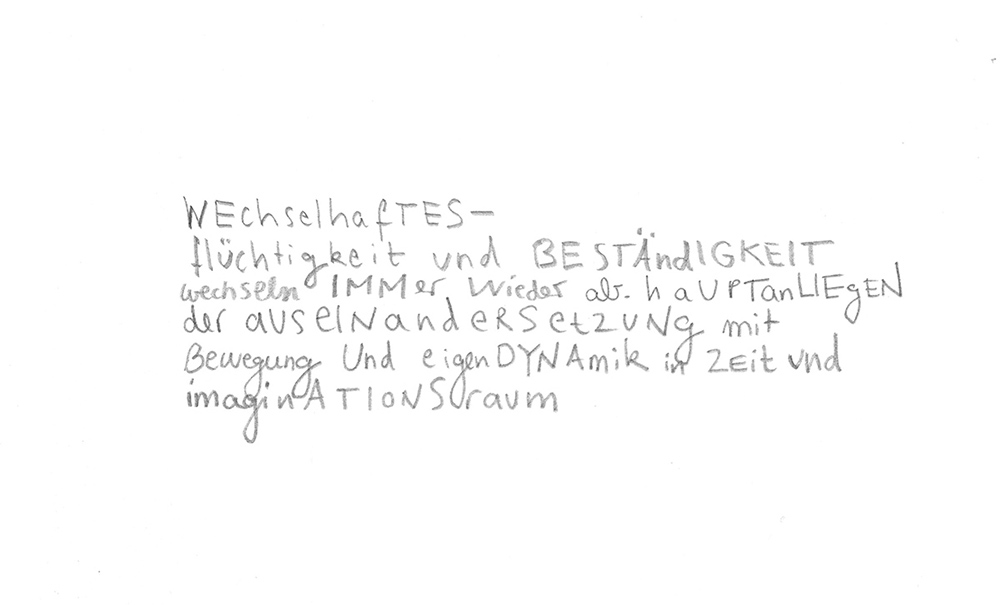 WEchselhafTES-
flüchtigkeit und BESTÄndIGKEIT
wechseln IMMer Wieder ab. hAUPTanLIEgEN
der AUSeINandeRSetZUNg mit
Bewegung Und eigenDYNAmik in ZEit und
imaginATIONSraum